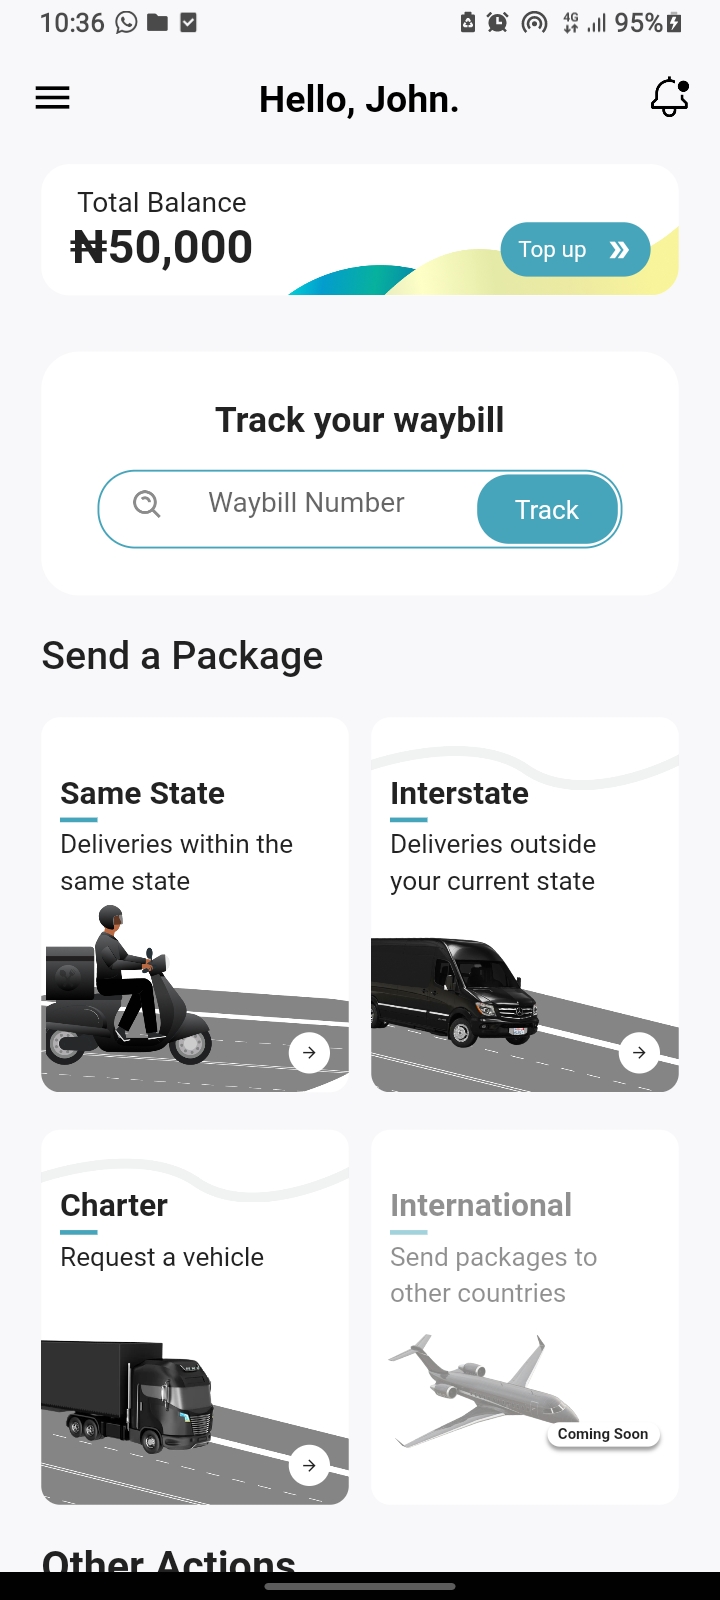 10:36
4G
95%
Hello, John.
Total Balance
₦50,000
Top up
Track your waybill
Waybill Number
Track
Send a Package
Same State
Deliveries within the
same state
Interstate
Deliveries outside
your current state
Charter
Request a vehicle
International
Send packages to
other countries
Coming Soon
Other Actions